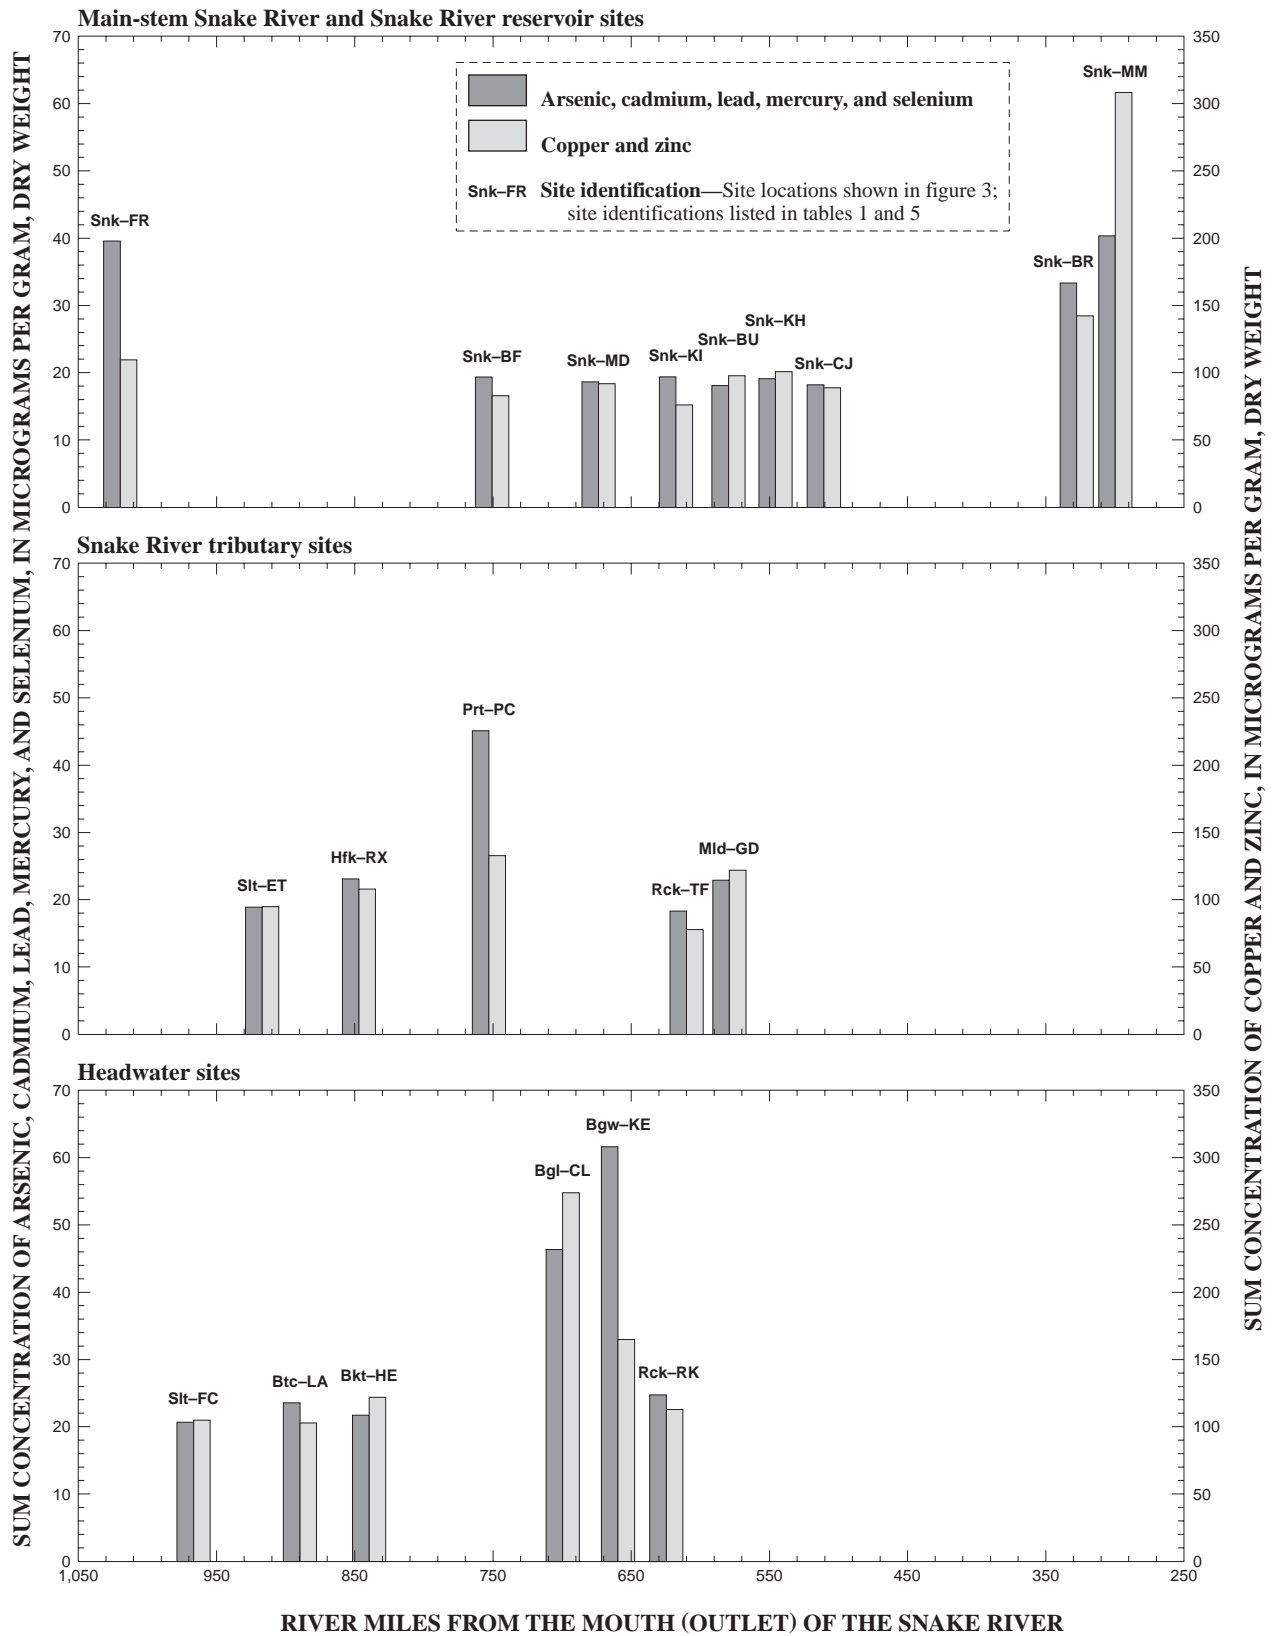 Main-stem Snake River and Snake River reservoir sites
SUM CONCENTRATION OF ARSENIC, CADMIUM, LEAD, MERCURY, AND SELENIUM, IN MICROGRAMS PER GRAM, DRY WEIGHT
SUM CONCENTRATION OF COPPER AND ZINC, IN MICROGRAMS PER GRAM, DRY WEIGHT
70
60
50
40
30
20
10
0
350
300
250
200
150
100
50
0
Arsenic, cadmium, lead, mercury, and selenium
Copper and zinc
Snk–FR Site identification—Site locations shown in figure 3;
site identifications listed in tables 1 and 5
Snk–FR
Snk–BF
Snk–MD
Snk–KI
Snk–BU
Snk–KH
Snk–CJ
Snk–BR
Snk–MM
Snake River tributary sites
70
60
50
40
30
20
10
0
350
300
250
200
150
100
50
0
Slt–ET
Hfk–RX
Prt–PC
Rck–TF
Mld–GD
Headwater sites
70
60
50
40
30
20
10
0
350
300
250
200
150
100
50
0
Slt–FC
Btc–LA
Bkt–HE
Bgl–CL
Bgw–KE
Rck–RK
1,050 950 850 750 650 550 450 350 250
RIVER MILES FROM THE MOUTH (OUTLET) OF THE SNAKE RIVER